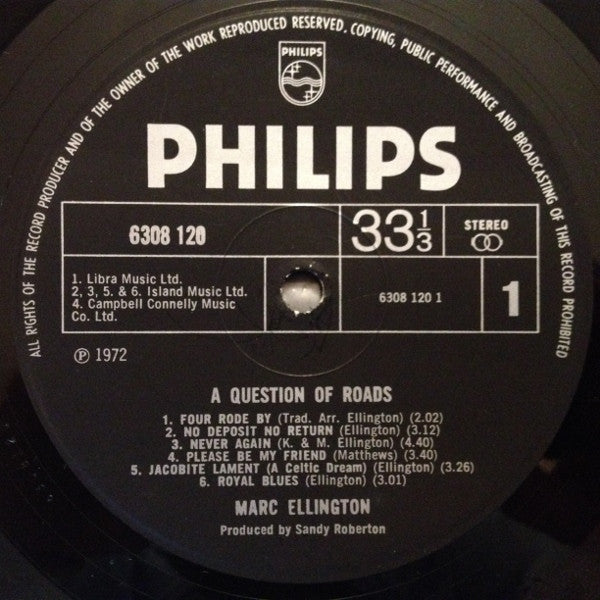 ALL RIGHTS OF THE RECORD PRODUCER AND OF THE OWNER OF THE WORK REPRODUCED RESERVED. COPYING, PUBLIC PERFORMANCE AND BROADCASTING OF THIS RECORD PROHIBITED
PHILIPS
PHILIPS
6308 120
33 1/3
STEREO
1. Libra Music Ltd.
2, 3, 5. & 6. Island Music Ltd.
4. Campbell Connelly Music
Co. Ltd.
6308 120 1
1
℗ 1972
A QUESTION OF ROADS
1. FOUR RODE BY (Trad. Arr. Ellington) (2.02)
2. NO DEPOSIT NO RETURN (Ellington) (3.12)
3. NEVER AGAIN (K. & M. Ellington) (4.40)
4. PLEASE BE MY FRIEND (Matthews) (3.40)
5. JACOBITE LAMENT (A Celtic Dream) (Ellington) (3.26)
6. ROYAL BLUES (Ellington) (3.01)
MARC ELLINGTON
Produced by Sandy Roberton